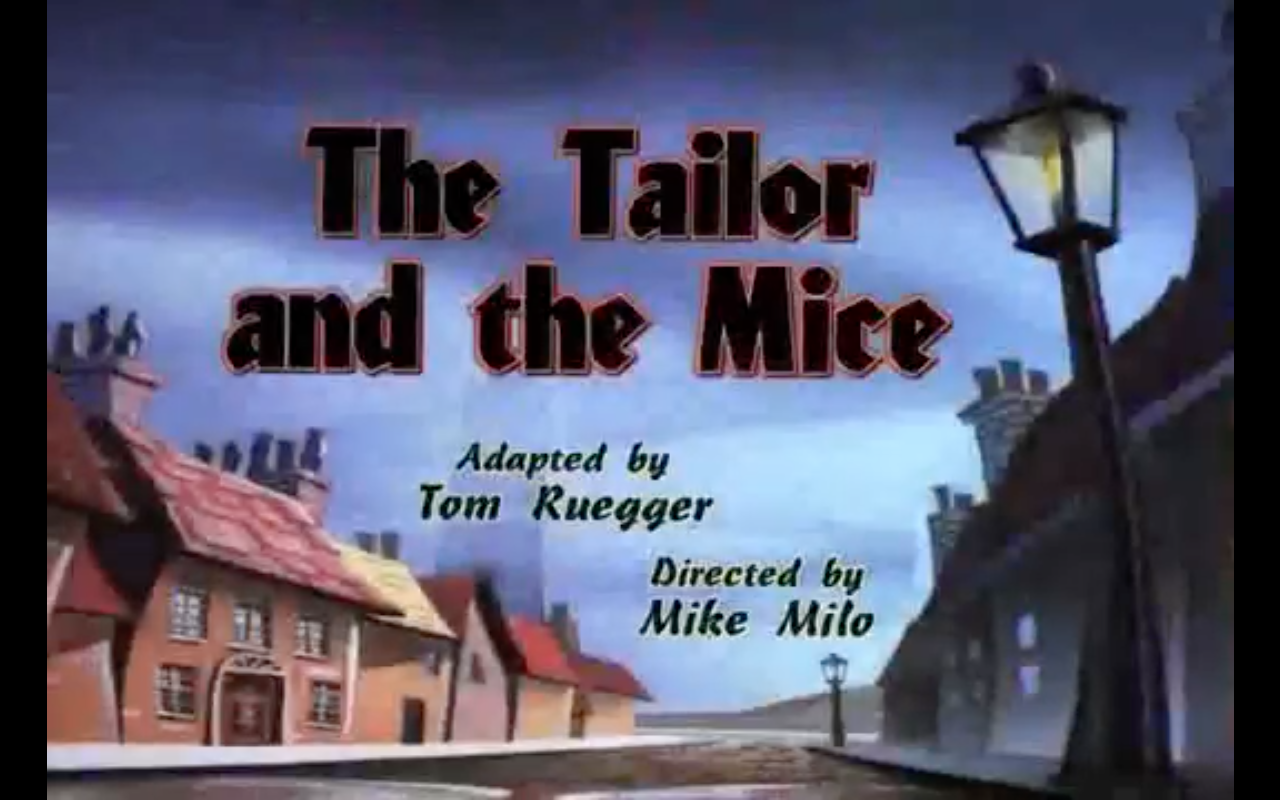 The Tailor
and the Mice
Adapted by
Tom Ruegger
Directed by
Mike Milo